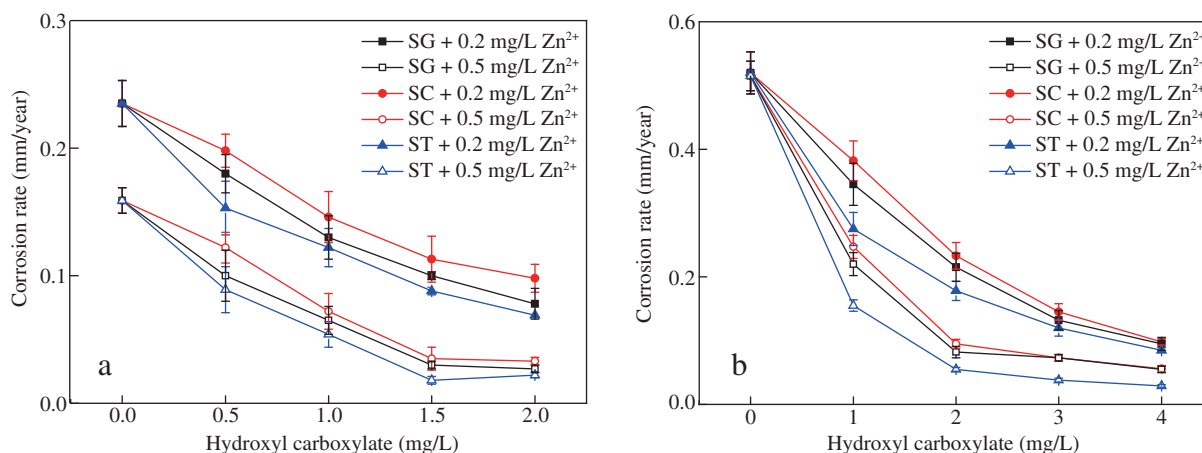 0.3
0.2
0.1
0.0
Corrosion rate (mm/year)
SG + 0.2 mg/L Zn²⁺
SG + 0.5 mg/L Zn²⁺
SC + 0.2 mg/L Zn²⁺
SC + 0.5 mg/L Zn²⁺
ST + 0.2 mg/L Zn²⁺
ST + 0.5 mg/L Zn²⁺
a
0.0 0.5 1.0 1.5 2.0
Hydroxyl carboxylate (mg/L)
0.6
0.4
0.2
0.0
Corrosion rate (mm/year)
SG + 0.2 mg/L Zn²⁺
SG + 0.5 mg/L Zn²⁺
SC + 0.2 mg/L Zn²⁺
SC + 0.5 mg/L Zn²⁺
ST + 0.2 mg/L Zn²⁺
ST + 0.5 mg/L Zn²⁺
b
0 1 2 3 4
Hydroxyl carboxylate (mg/L)